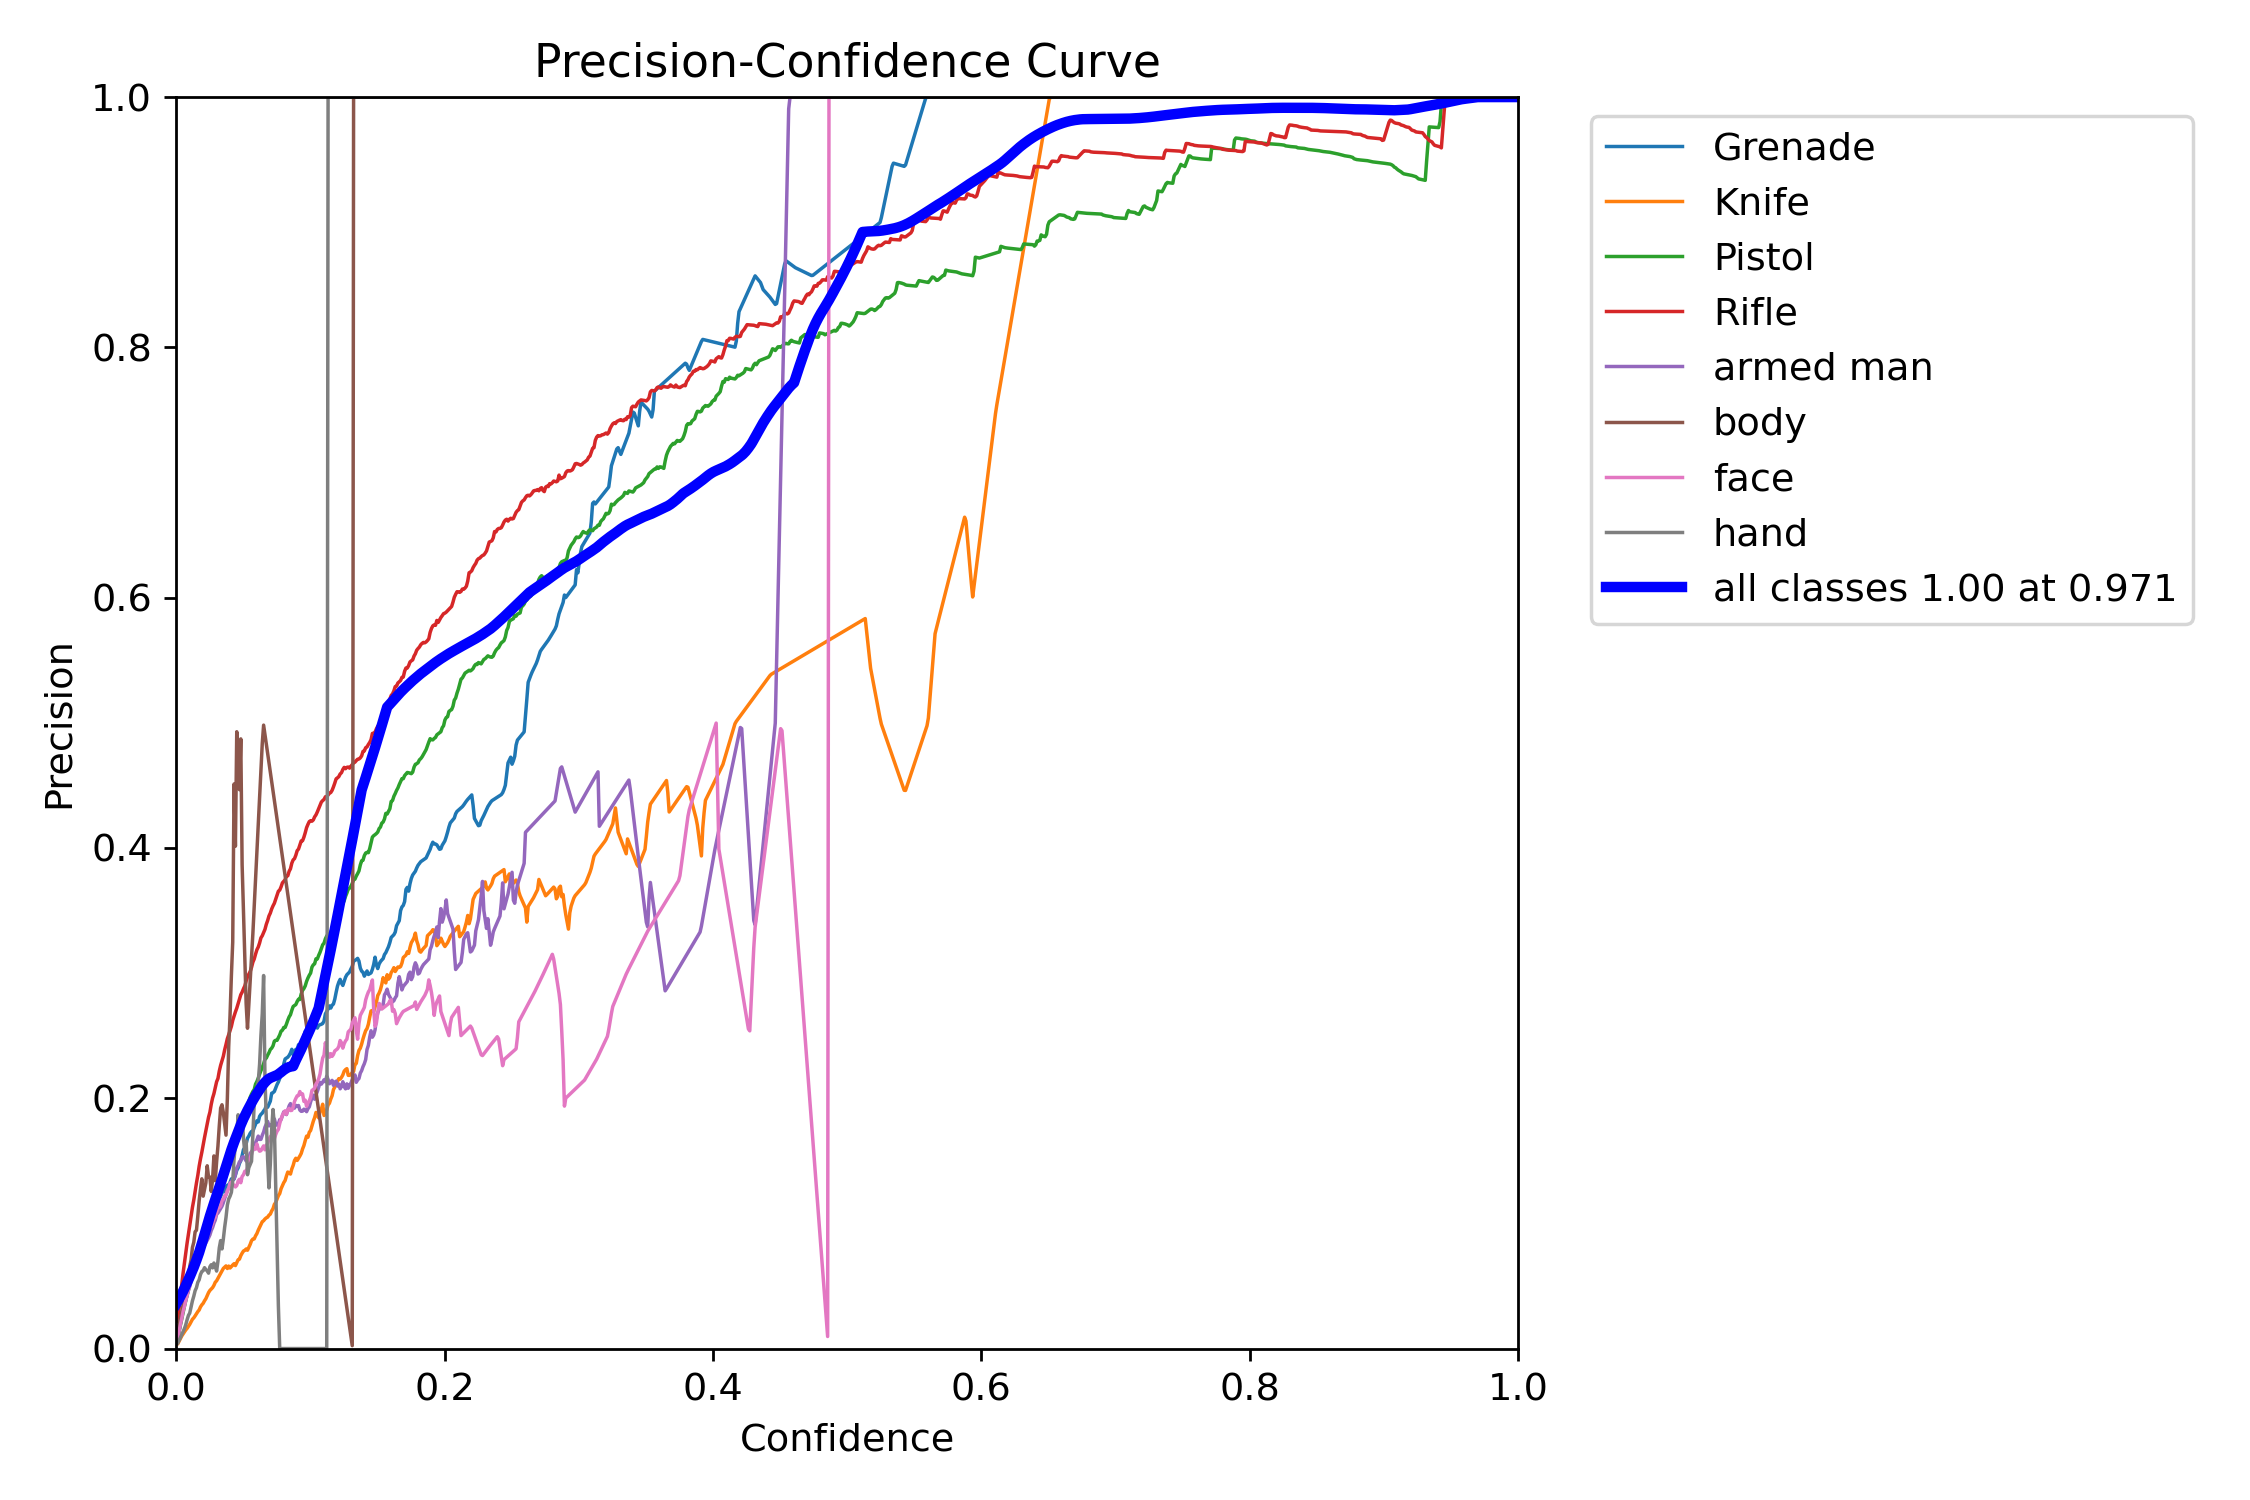 Precision-Confidence Curve
1.0
0.8
0.6
0.4
0.2
0.0
Precision
0.0 0.2 0.4 0.6 0.8 1.0
Confidence
Grenade
Knife
Pistol
Rifle
armed man
body
face
hand
all classes 1.00 at 0.971